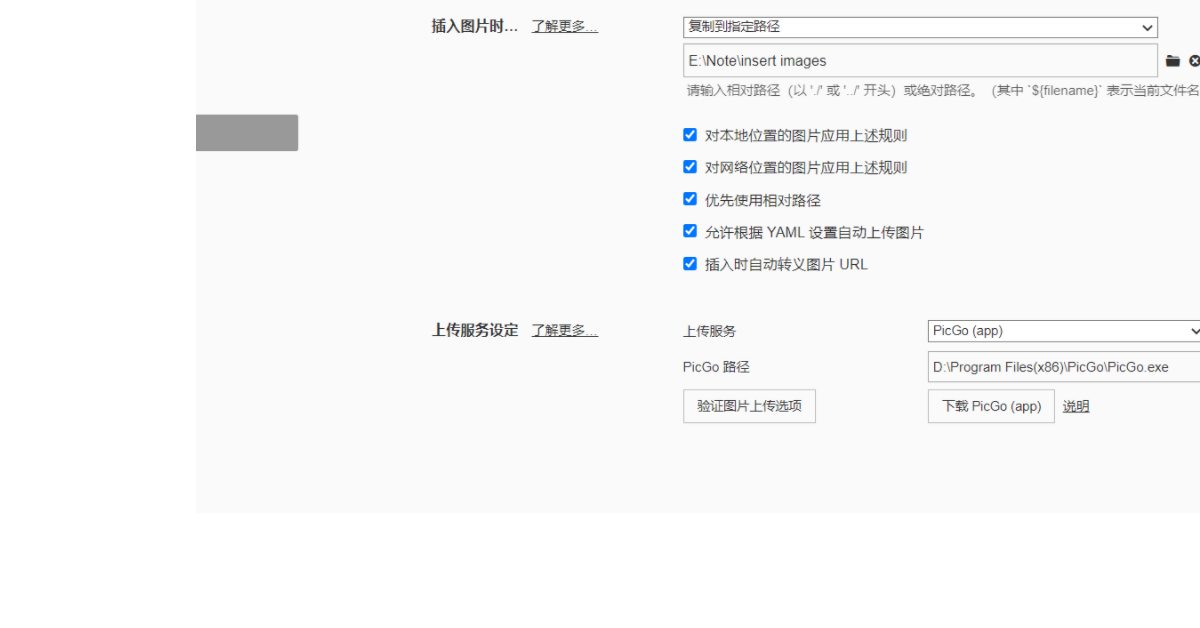 插入图片时... 了解更多... 复制到指定路径
E:\Note\insert images
请输入相对路径（以 './' 或 '../' 开头）或绝对路径。（其中 `${filename}` 表示当前文件名
对本地位置的图片应用上述规则
对网络位置的图片应用上述规则
优先使用相对路径
允许根据 YAML 设置自动上传图片
插入时自动转义图片 URL
上传服务设定 了解更多... 上传服务 PicGo (app)
PicGo 路径 D:\Program Files(x86)\PicGo\PicGo.exe
验证图片上传选项 下载 PicGo (app) 说明